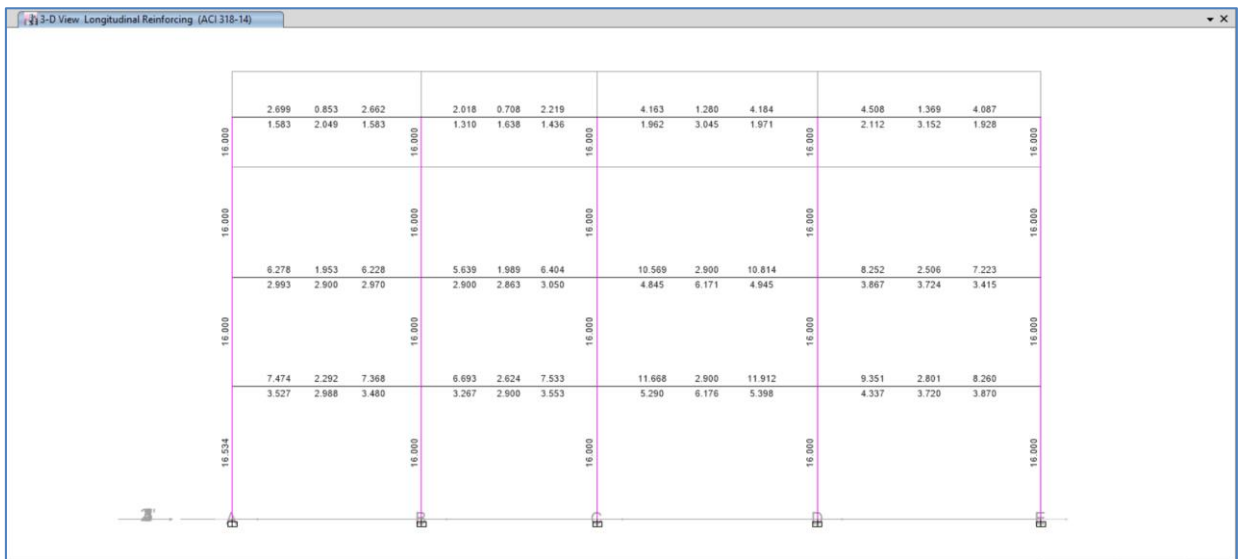 3-D View Longitudinal Reinforcing (ACI 318-14)
2.699 0.853 2.662 2.018 0.708 2.219 4.163 1.280 4.184 4.508 1.369 4.087
1.583 2.049 1.583 1.310 1.638 1.436 1.962 3.045 1.971 2.112 3.152 1.928
16.000 16.000 16.000 16.000 16.000
16.000 16.000 16.000 16.000 16.000
6.278 1.953 6.228 5.639 1.989 6.404 10.569 2.900 10.814 8.252 2.506 7.223
2.993 2.900 2.970 2.900 2.863 3.050 4.845 6.171 4.945 3.867 3.724 3.415
16.000 16.000 16.000 16.000 16.000
7.474 2.292 7.368 6.693 2.624 7.533 11.668 2.900 11.912 9.351 2.801 8.260
3.527 2.988 3.480 3.267 2.900 3.553 5.290 6.176 5.398 4.337 3.720 3.870
16.534 16.000 16.000 16.000 16.000
A B C D E